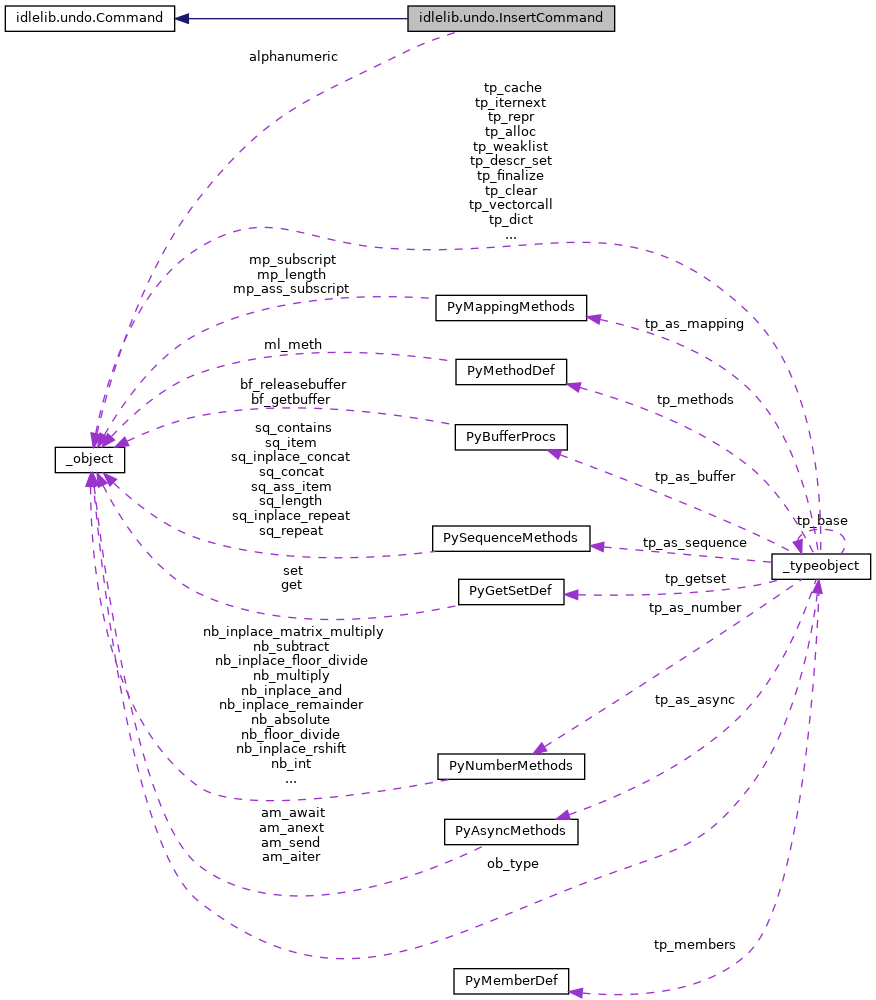 idlelib.undo.Command
idlelib.undo.InsertCommand
alphanumeric
tp_cache
tp_iternext
tp_repr
tp_alloc
tp_weaklist
tp_descr_set
tp_finalize
tp_clear
tp_vectorcall
tp_dict
...
mp_subscript
mp_length
mp_ass_subscript
PyMappingMethods
tp_as_mapping
ml_meth
PyMethodDef
tp_methods
bf_releasebuffer
bf_getbuffer
PyBufferProcs
_object
sq_contains
sq_item
sq_inplace_concat
sq_concat
sq_ass_item
sq_length
sq_inplace_repeat
sq_repeat
tp_as_buffer
tp_base
PySequenceMethods
tp_as_sequence
_typeobject
set
get
PyGetSetDef
tp_getset
tp_as_number
nb_inplace_matrix_multiply
nb_subtract
nb_inplace_floor_divide
nb_multiply
nb_inplace_and
nb_inplace_remainder
nb_absolute
nb_floor_divide
nb_inplace_rshift
nb_int
...
tp_as_async
PyNumberMethods
am_await
am_anext
am_send
am_aiter
PyAsyncMethods
ob_type
tp_members
PyMemberDef